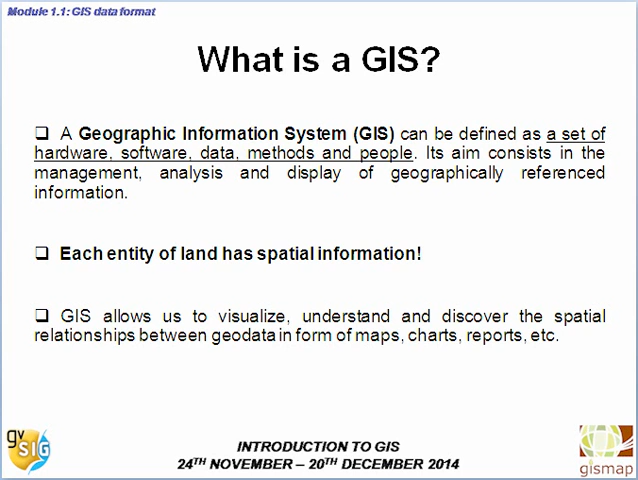 Module 1.1: GIS data format
What is a GIS?
❑ A Geographic Information System (GIS) can be defined as a set of
hardware, software, data, methods and people. Its aim consists in the
management, analysis and display of geographically referenced
information.
❑ Each entity of land has spatial information!
❑ GIS allows us to visualize, understand and discover the spatial
relationships between geodata in form of maps, charts, reports, etc.
gvSIG
INTRODUCTION TO GIS
24TH NOVEMBER – 20TH DECEMBER 2014
gismap